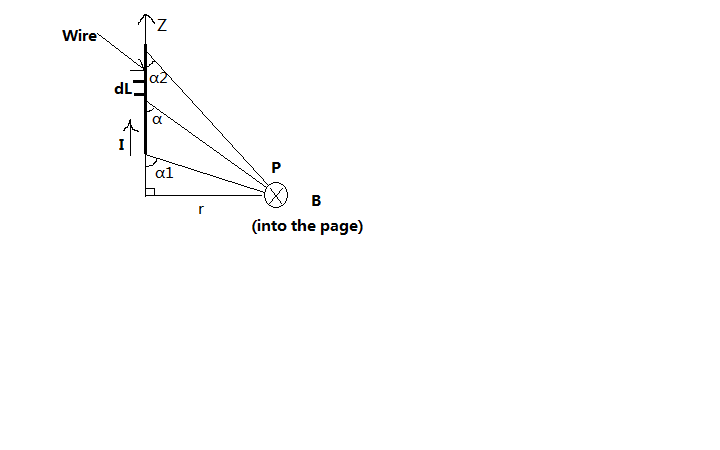 Z
Wire
α2
dL
α
I
α1
P
r
B
(into the page)